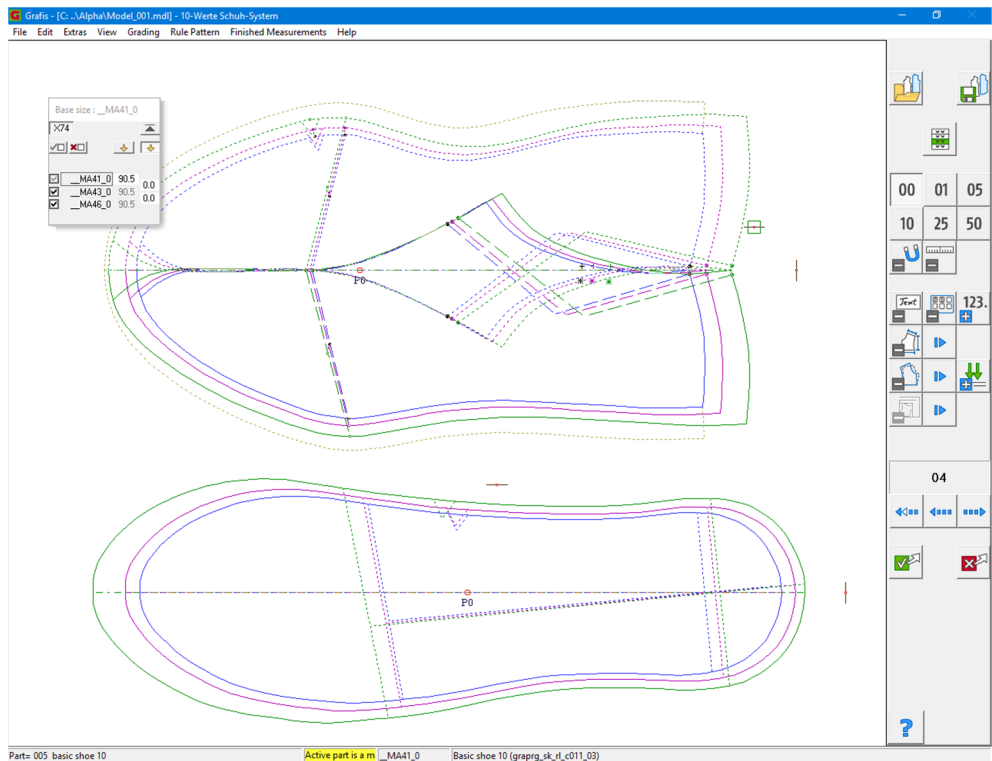 Grafis - [C: ..\Alpha\Model_001.mdl] - 10-Werte Schuh-System
File Edit Extras View Grading Rule Pattern Finished Measurements Help
Base size : __MA41_0
X74
__MA41_0 90.5
0.0
__MA43_0 90.5
0.0
__MA46_0 90.5
P0
P0
00 01 05
10 25 50
Text 123.
04
?
Part= 005 basic shoe 10 Active part is a m __MA41_0 Basic shoe 10 (graprg_sk_rl_c011_03)